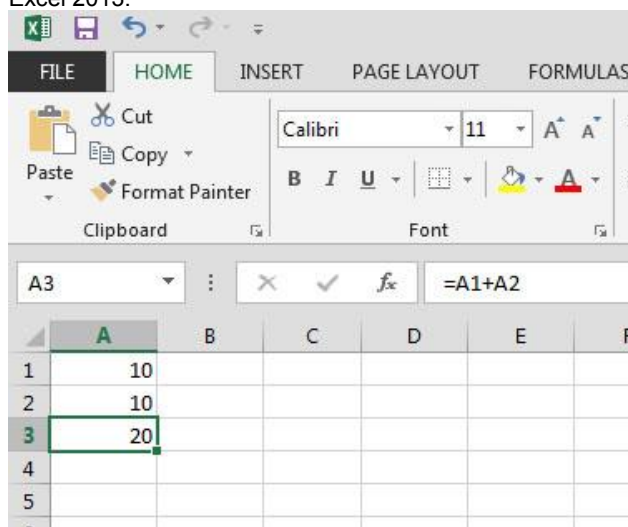 Excel 2013:
FILE HOME INSERT PAGE LAYOUT FORMULAS
Cut
Copy
Paste
Format Painter
Calibri 11 A A
B I U A
Clipboard Font
A3 fx =A1+A2
A B C D E
1 10
2 10
3 20
4
5